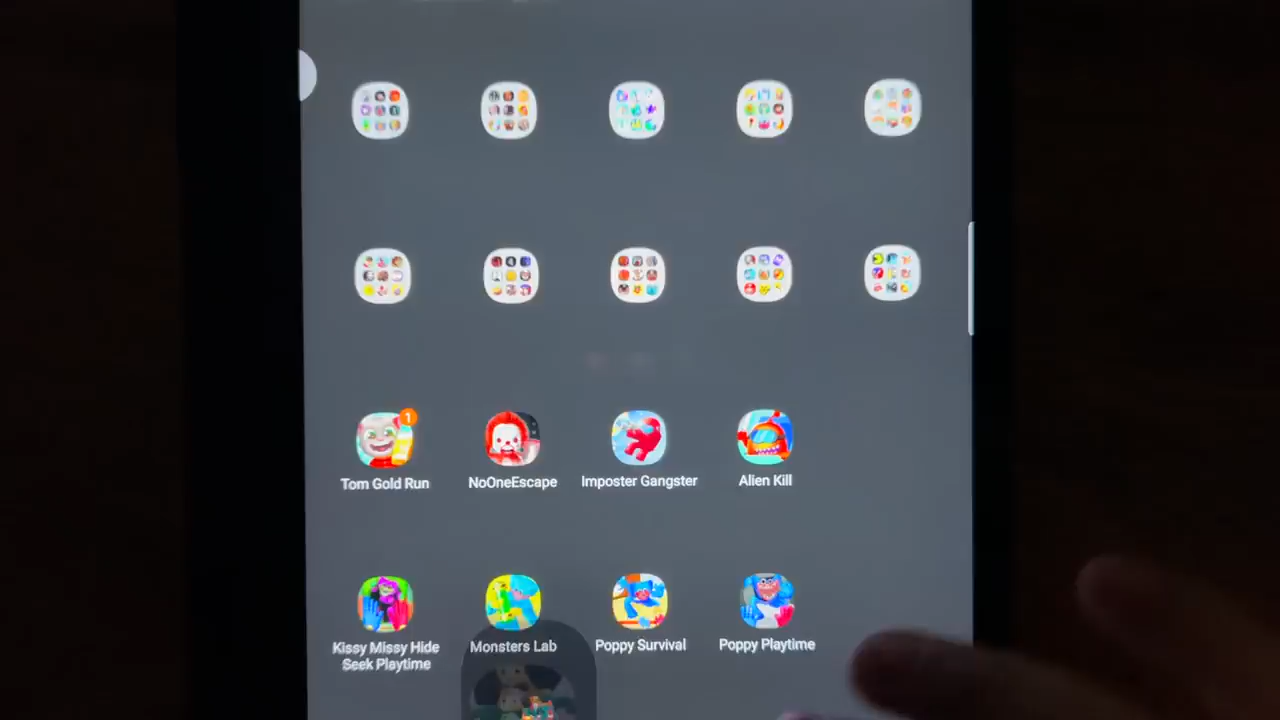 1
Tom Gold Run
NoOneEscape
Imposter Gangster
Alien Kill
Kissy Missy Hide
Seek Playtime
Monsters Lab
Poppy Survival
Poppy Playtime